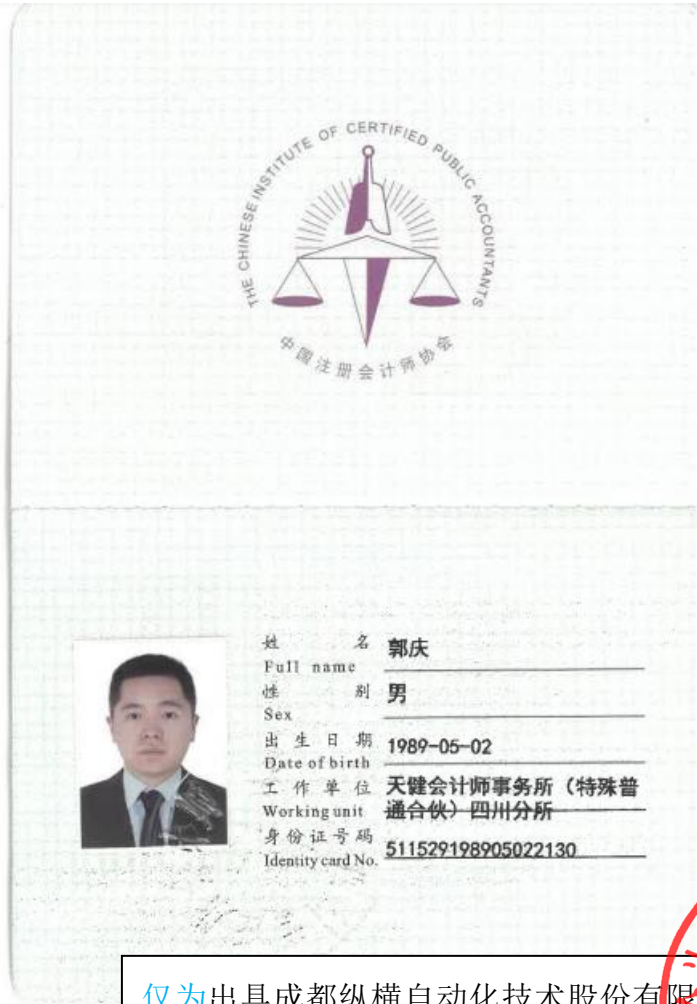 THE CHINESE INSTITUTE OF CERTIFIED PUBLIC ACCOUNTANTS
中国注册会计师协会
姓 名 郭庆
Full name
性 别 男
Sex
出生日期 1989-05-02
Date of birth
工作单位 天健会计师事务所（特殊普
Working unit 通合伙）四川分所
身份证号码 511529198905022130
Identity card No.
仅为出具成都纵横自动化技术股份有限